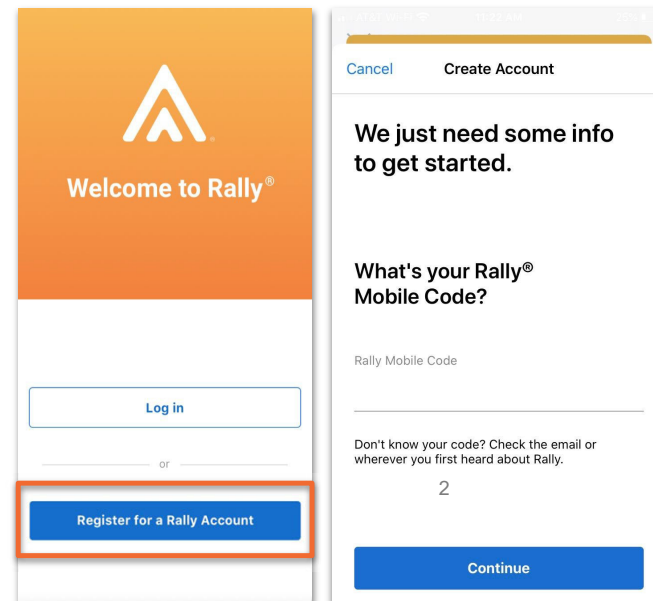 Welcome to Rally®
Log in
or
Register for a Rally Account
Cancel
Create Account
We just need some info
to get started.
What's your Rally®
Mobile Code?
Rally Mobile Code
Don't know your code? Check the email or
wherever you first heard about Rally.
2
Continue